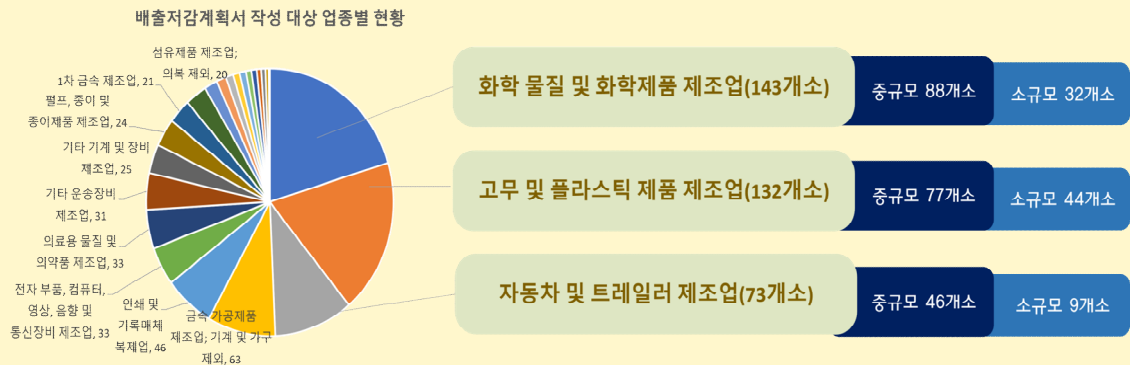 배출저감계획서 작성 대상 업종별 현황
섬유제품 제조업;
의복 제외, 20
1차 금속 제조업, 21
펄프, 종이 및
종이제품 제조업, 24
기타 기계 및 장비
제조업, 25
기타 운송장비
제조업, 31
의료용 물질 및
의약품 제조업, 33
전자 부품, 컴퓨터,
영상, 음향 및
통신장비 제조업, 33
인쇄 및
기록매체
복제업, 46
금속 가공제품
제조업; 기계 및 가구
제외, 63
화학 물질 및 화학제품 제조업(143개소)
중규모 88개소
소규모 32개소
고무 및 플라스틱 제품 제조업(132개소)
중규모 77개소
소규모 44개소
자동차 및 트레일러 제조업(73개소)
중규모 46개소
소규모 9개소